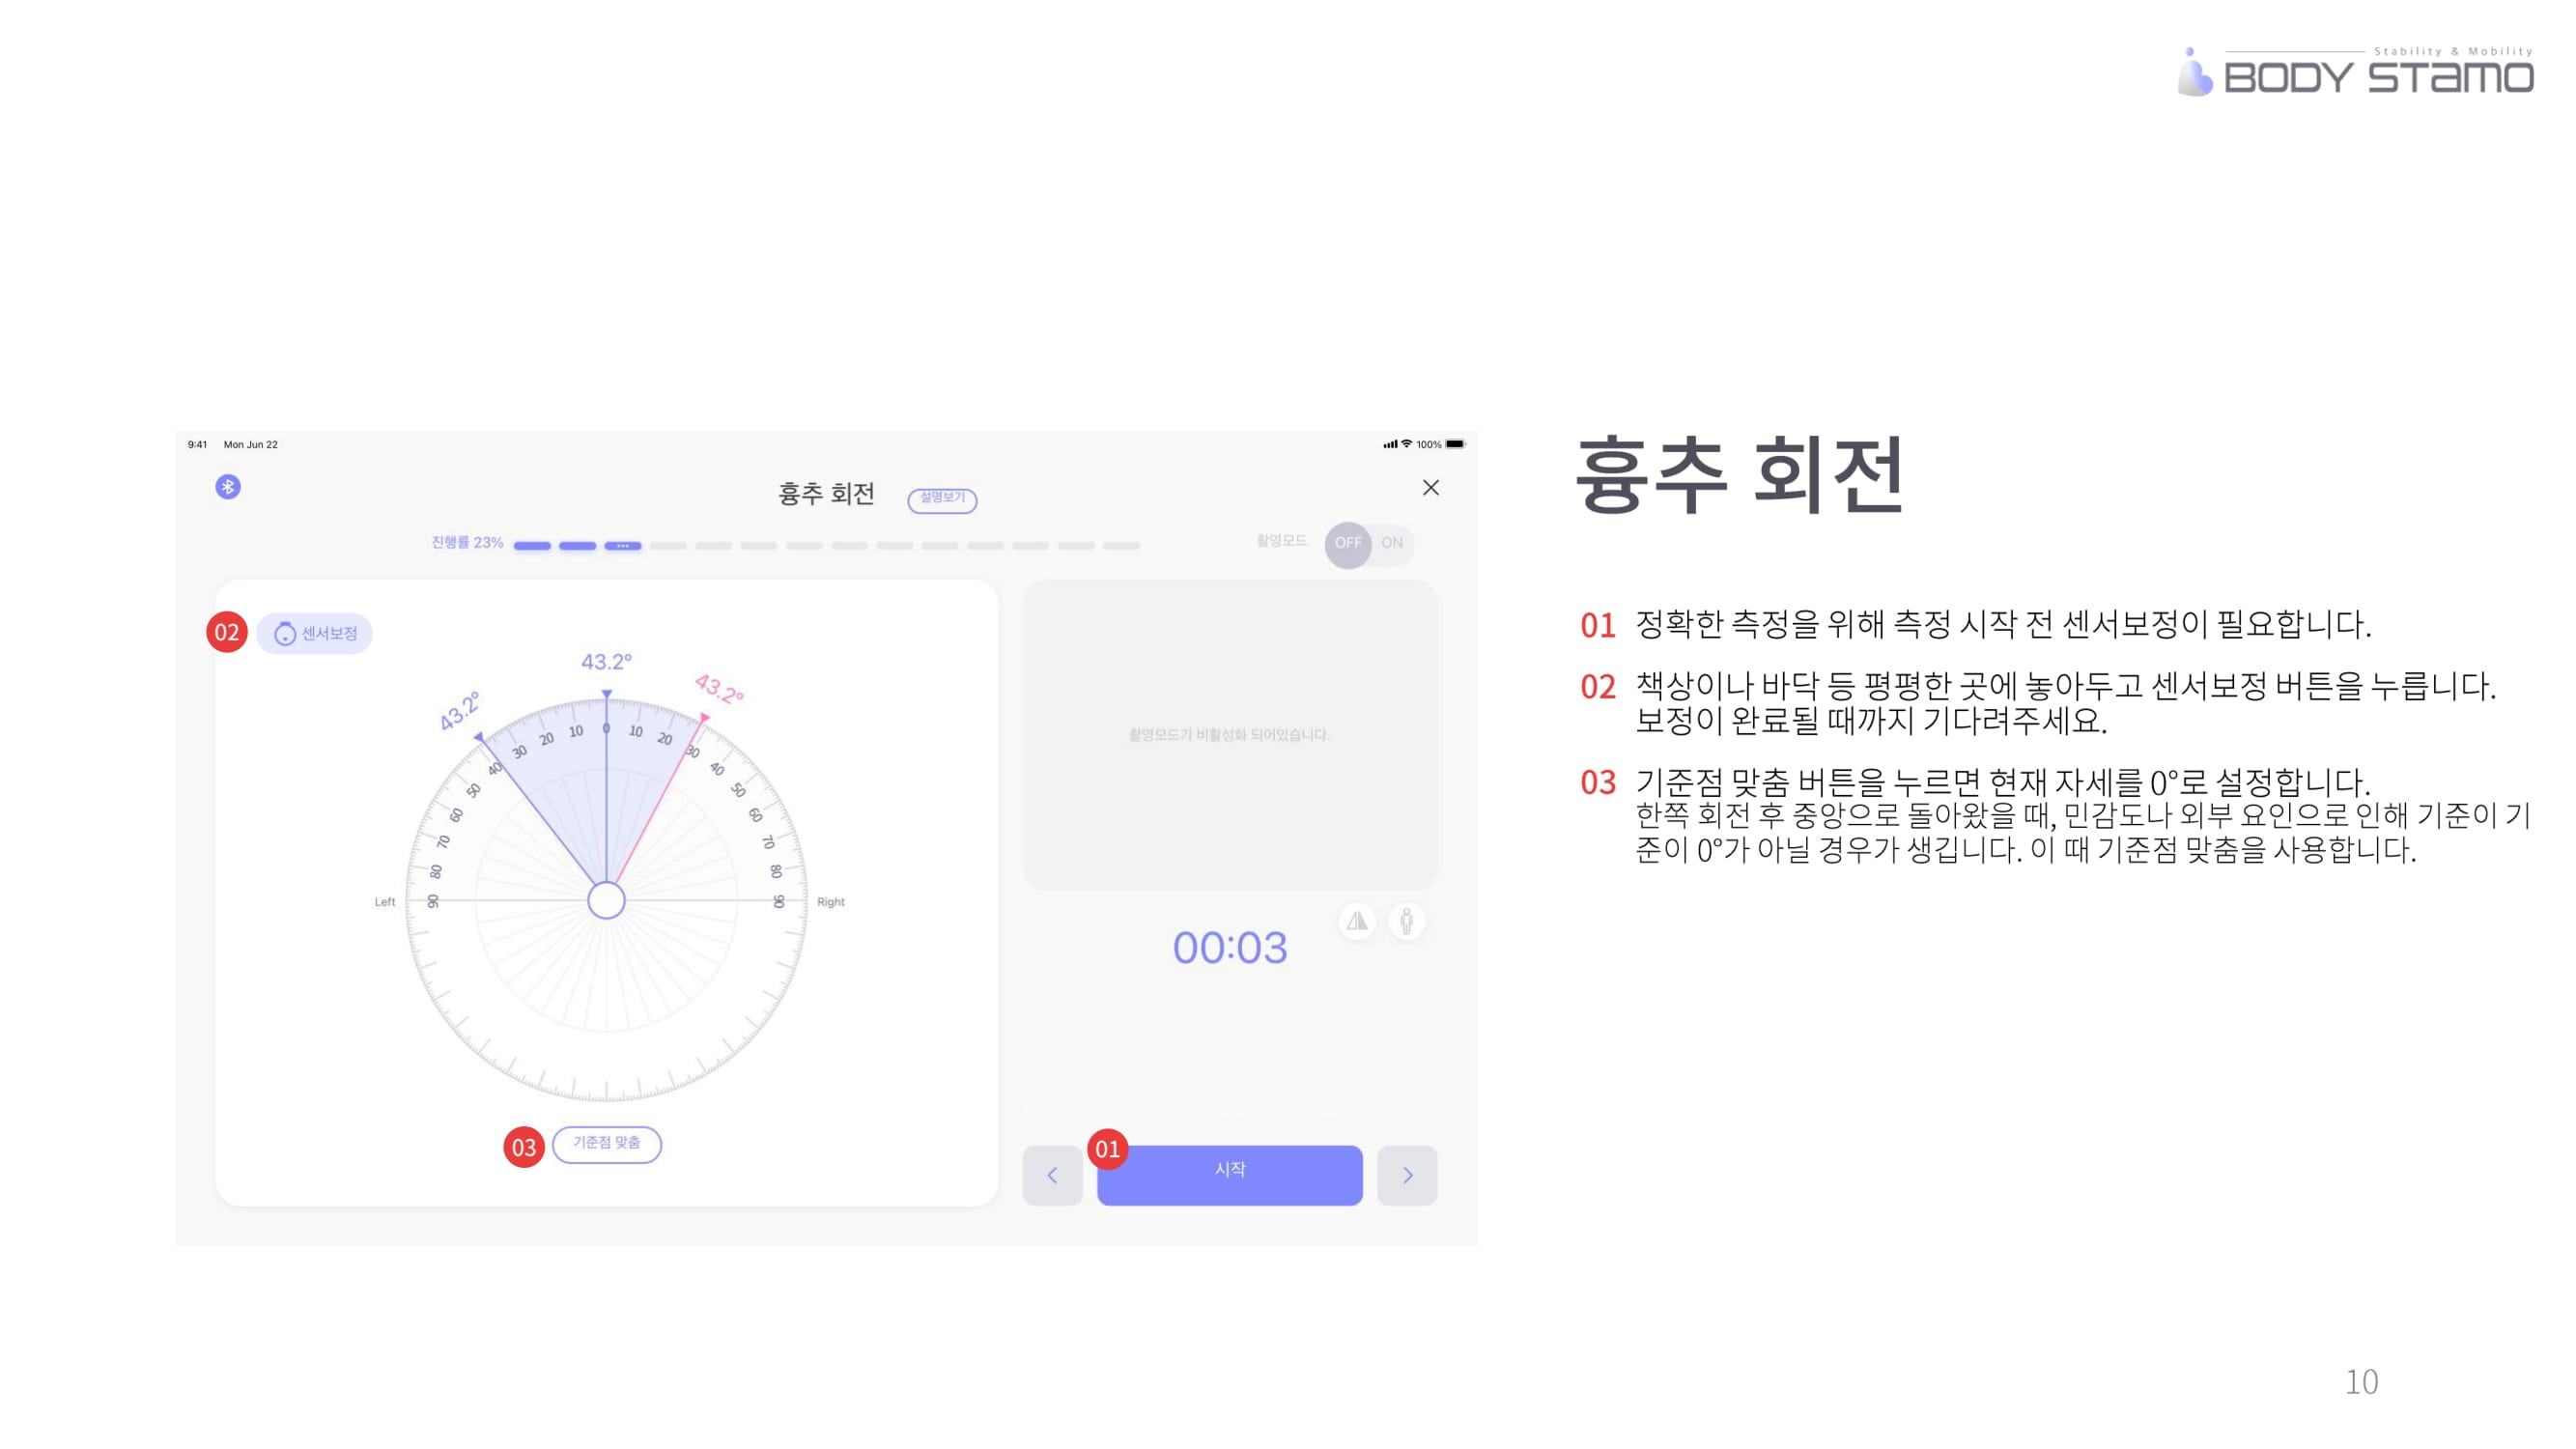 Stability & Mobility
BODY STamo
9:41 Mon Jun 22
100%
흉추 회전
설명보기
진행률 23%
촬영모드
OFF
ON
02
센서보정
43.2°
43.2°
43.2°
90 80 70 60 50 40 30 20 10 0 10 20 30 40 50 60 70 80 90
Left
Right
촬영모드가 비활성화 되어있습니다.
00:03
03
기준점 맞춤
01
시작
흉추 회전
01 정확한 측정을 위해 측정 시작 전 센서보정이 필요합니다.
02 책상이나 바닥 등 평평한 곳에 놓아두고 센서보정 버튼을 누릅니다.
보정이 완료될 때까지 기다려주세요.
03 기준점 맞춤 버튼을 누르면 현재 자세를 0°로 설정합니다.
한쪽 회전 후 중앙으로 돌아왔을 때, 민감도나 외부 요인으로 인해 기준이 기
준이 0°가 아닐 경우가 생깁니다. 이 때 기준점 맞춤을 사용합니다.
10